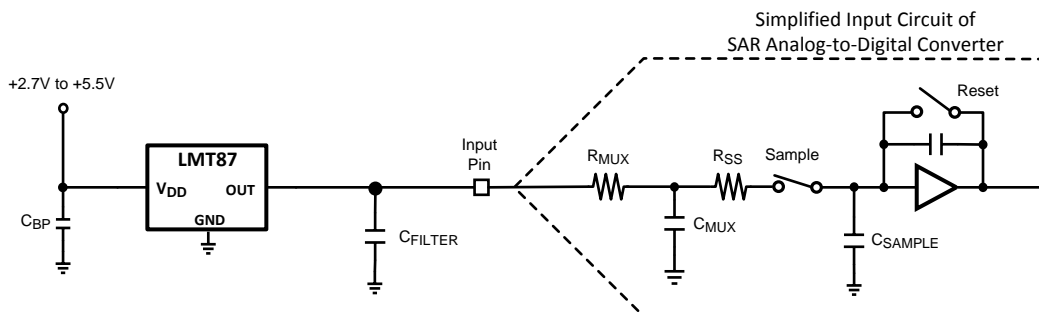 Simplified Input Circuit of
SAR Analog-to-Digital Converter
+2.7V to +5.5V
Reset
LMT87
Input
Pin
RMUX
RSS
Sample
VDD
OUT
GND
CBP
CFILTER
CMUX
CSAMPLE